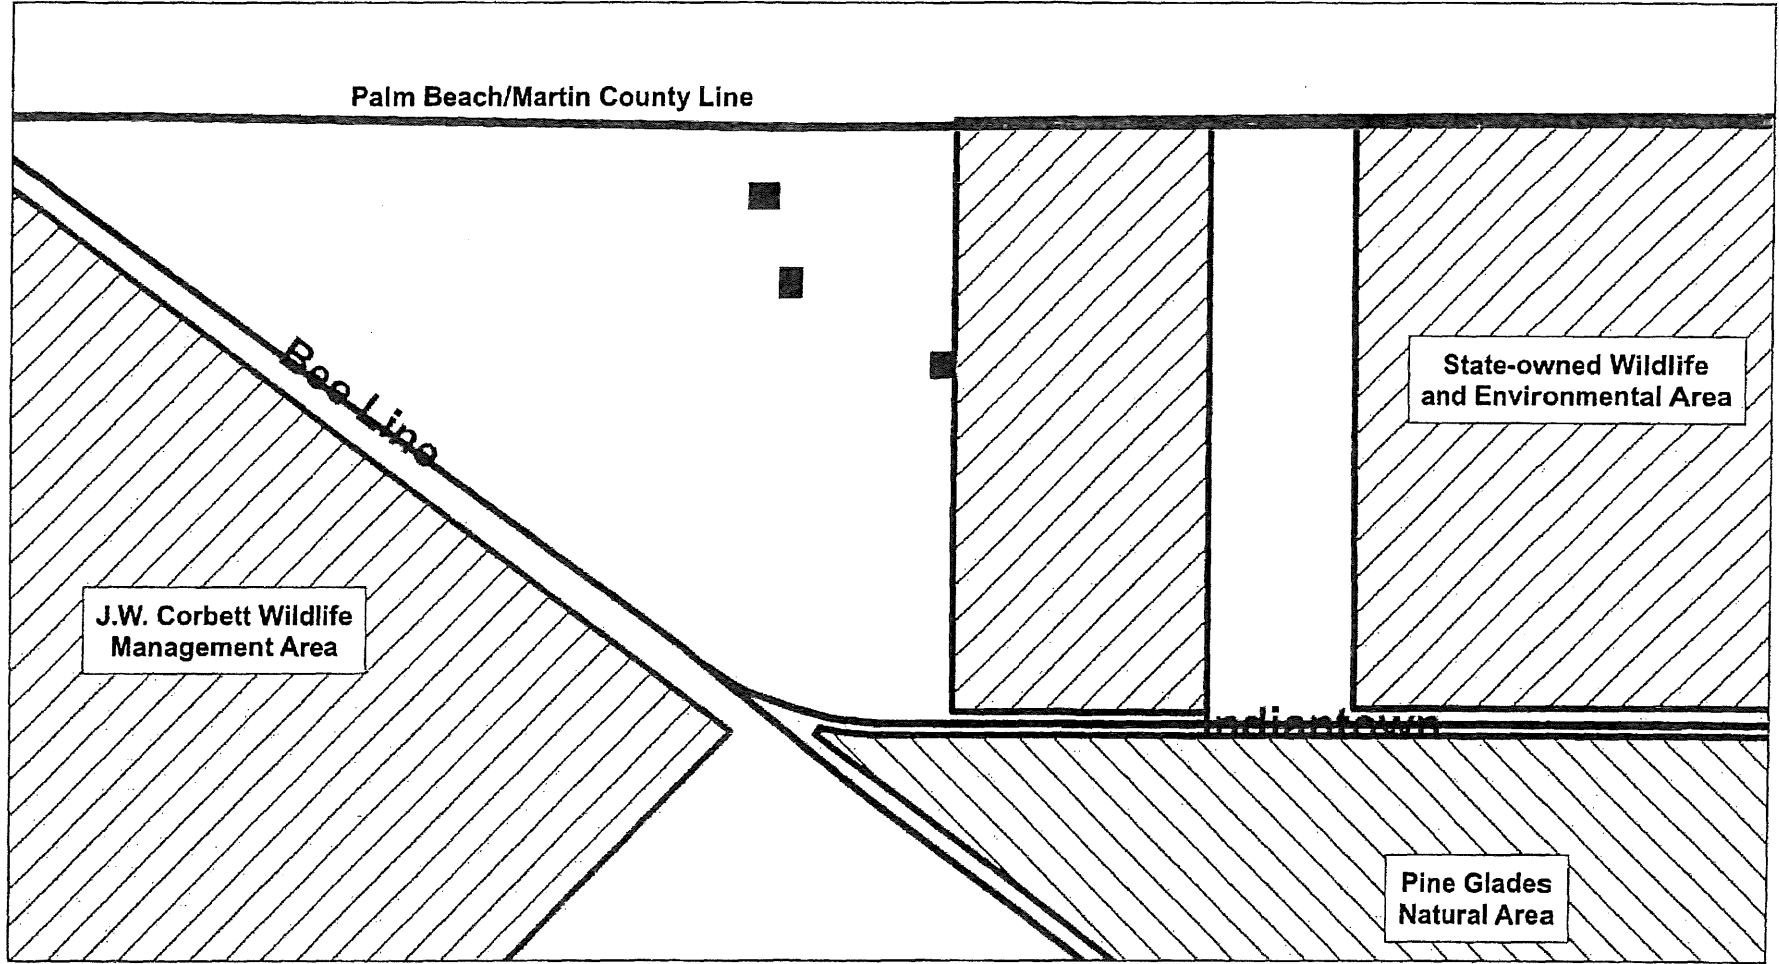 Palm Beach/Martin County Line
Bee Line
State-owned Wildlife
and Environmental Area
J.W. Corbett Wildlife
Management Area
Indiantown
Pine Glades
Natural Area